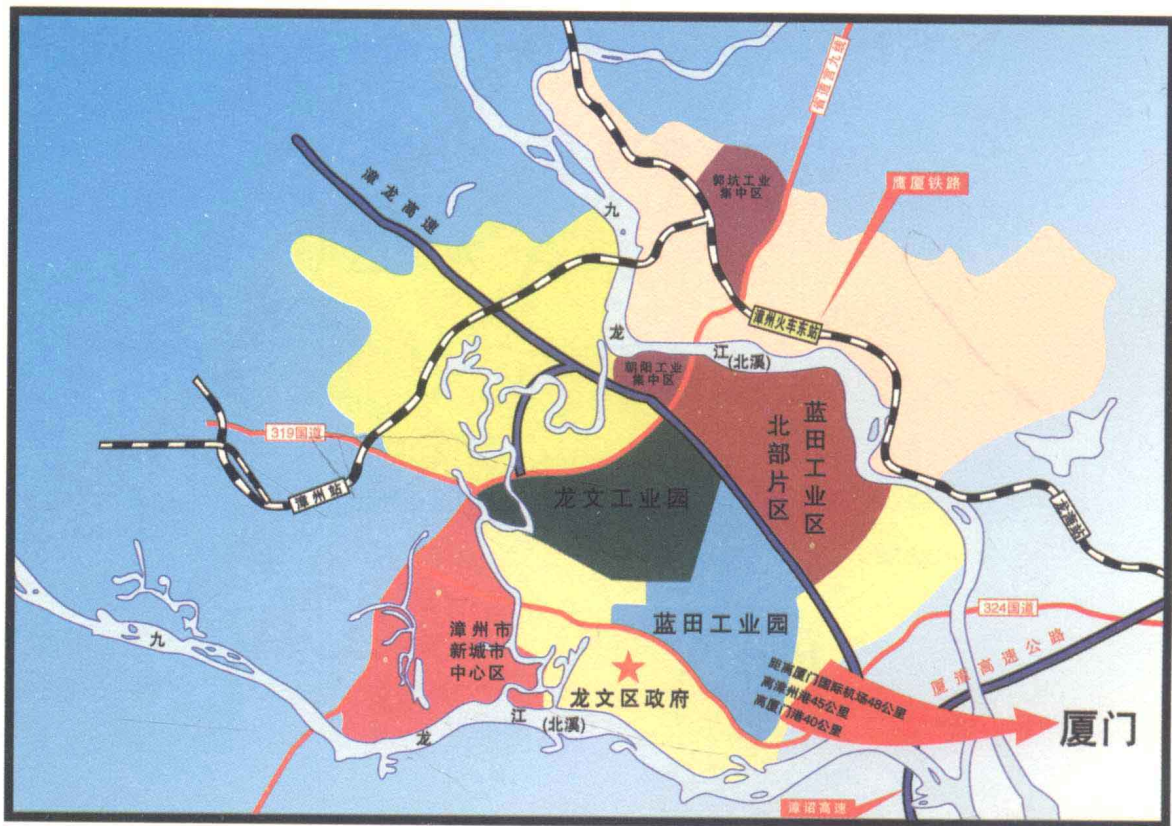 省道官九线
郭坑工业
集中区
鹰厦铁路
漳龙高速
九
龙
江
(北溪)
漳州火车东站
朝阳工业
集中区
319国道
漳州站
蓝田工业区
北部片区
龙文工业园
龙海站
蓝田工业园
324国道
漳州市
新城市
中心区
九
龙
江
(北溪)
龙文区政府
厦漳高速公路
距离厦门国际机场48公里
离漳州港45公里
离厦门港40公里
厦门
漳诏高速